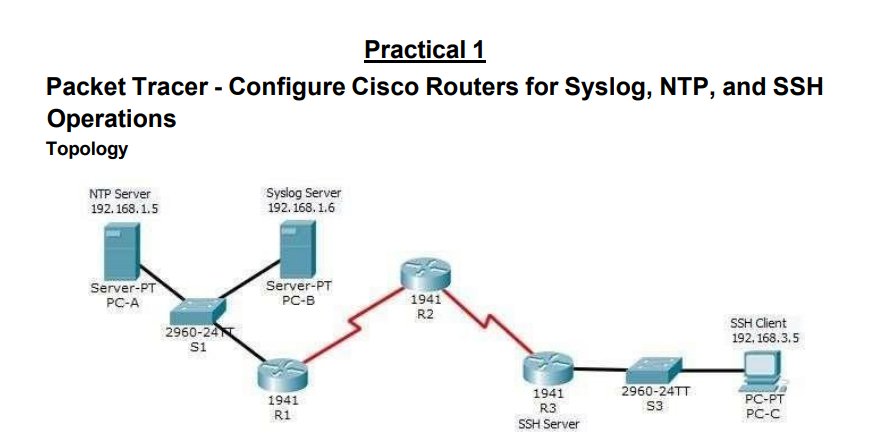 Practical 1
Packet Tracer - Configure Cisco Routers for Syslog, NTP, and SSH
Operations
Topology
NTP Server
192.168.1.5
Syslog Server
192.168.1.6
Server-PT
PC-A
Server-PT
PC-B
2960-24TT
S1
1941
R1
1941
R2
1941
R3
SSH Server
2960-24TT
S3
SSH Client
192.168.3.5
PC-PT
PC-C